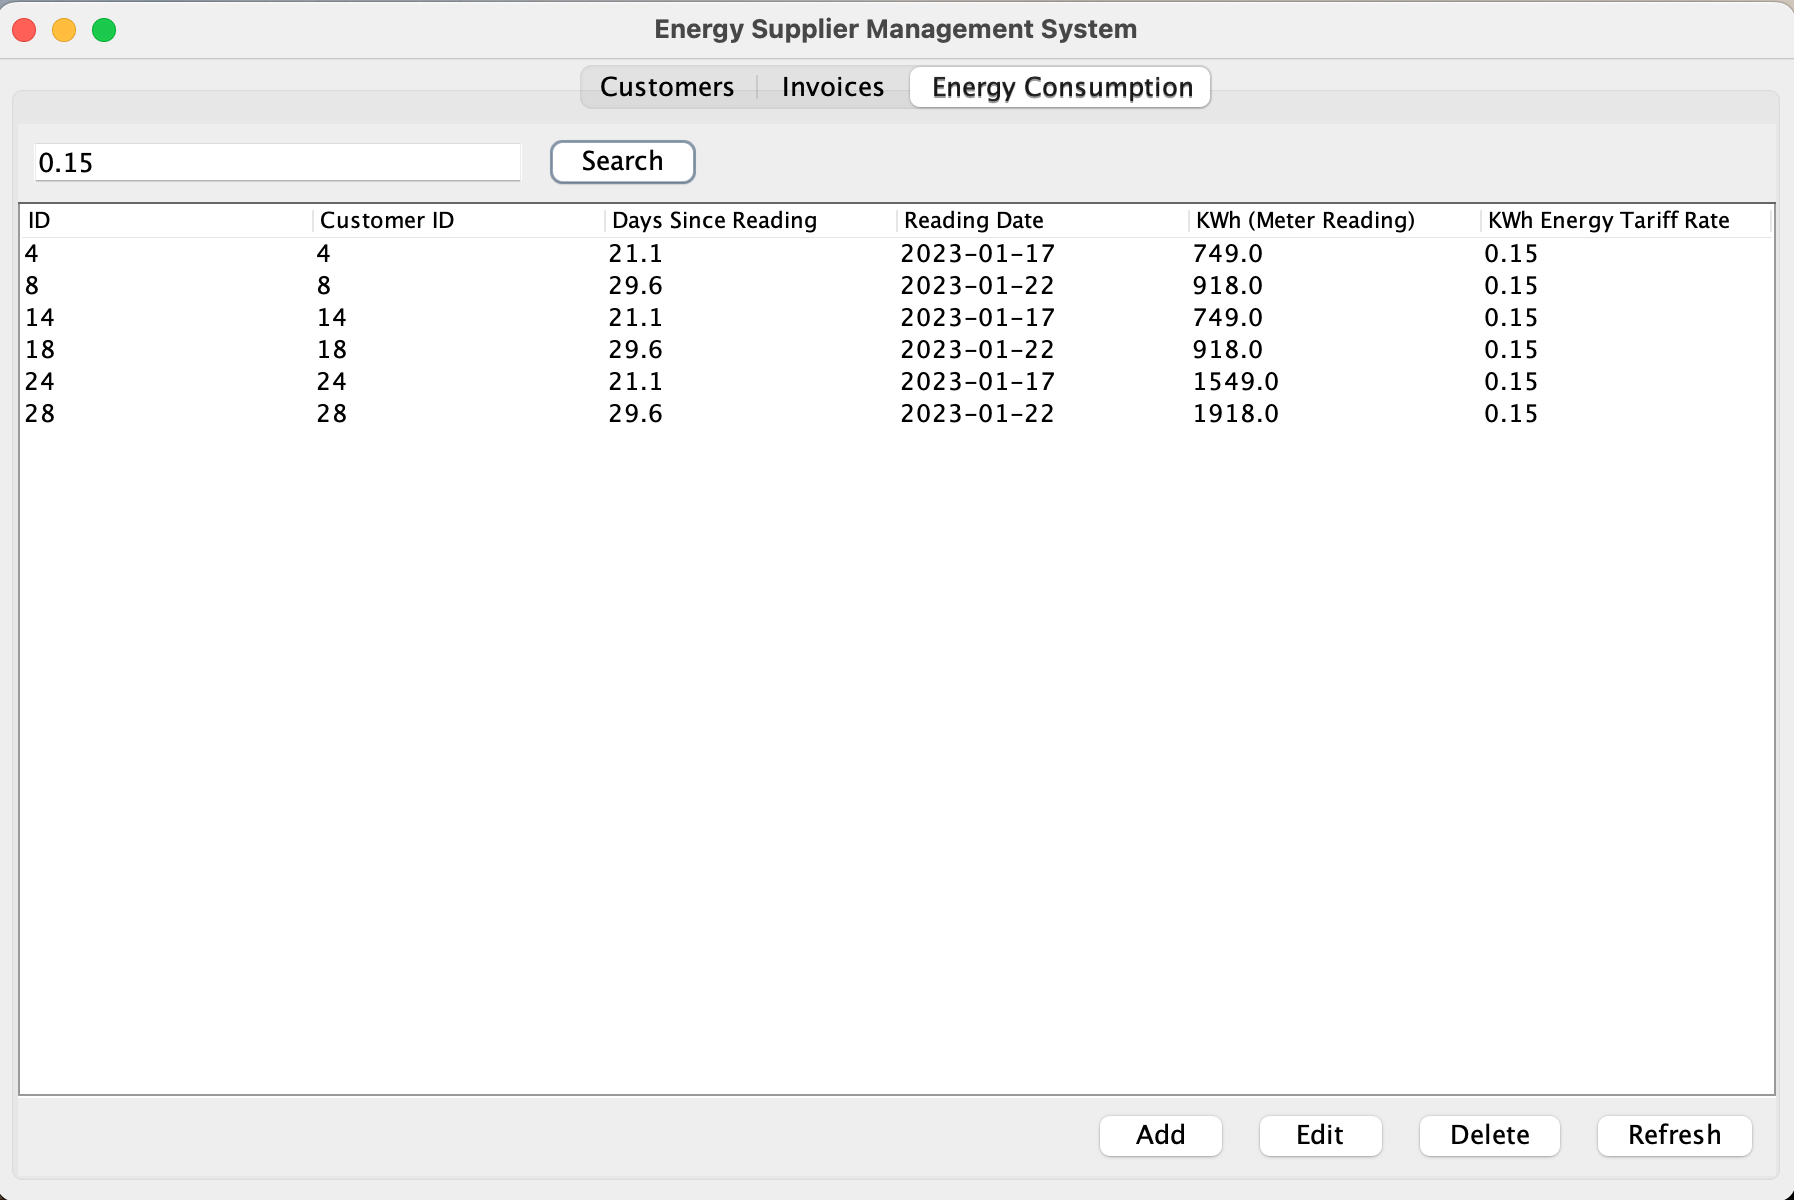 Energy Supplier Management System
Customers Invoices Energy Consumption
0.15 Search
ID Customer ID Days Since Reading Reading Date KWh (Meter Reading) KWh Energy Tariff Rate
4 4 21.1 2023-01-17 749.0 0.15
8 8 29.6 2023-01-22 918.0 0.15
14 14 21.1 2023-01-17 749.0 0.15
18 18 29.6 2023-01-22 918.0 0.15
24 24 21.1 2023-01-17 1549.0 0.15
28 28 29.6 2023-01-22 1918.0 0.15
Add Edit Delete Refresh